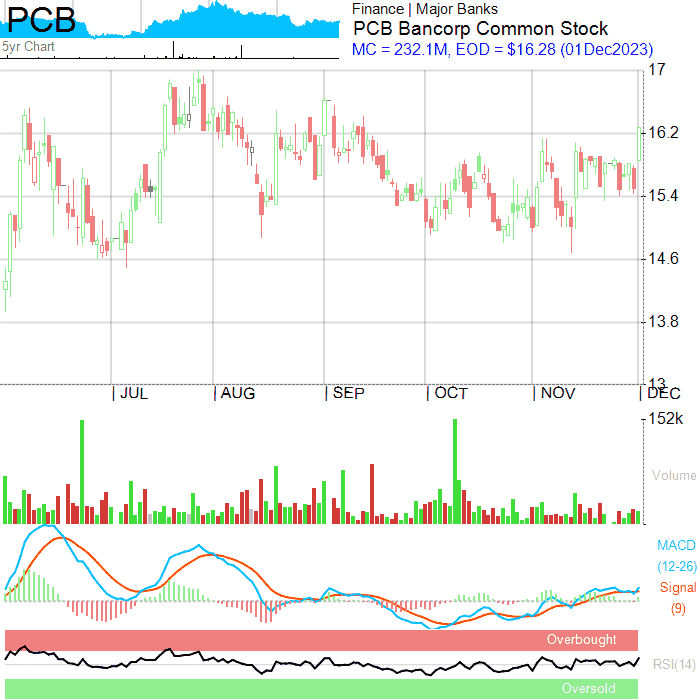 PCB
5yr Chart
Finance | Major Banks
PCB Bancorp Common Stock
MC = 232.1M, EOD = $16.28 (01Dec2023)
17
16.2
15.4
14.6
13.8
13
| JUL | AUG | SEP | OCT | NOV | DEC
152k
Volume
MACD
(12-26)
Signal
(9)
Overbought
RSI(14)
Oversold